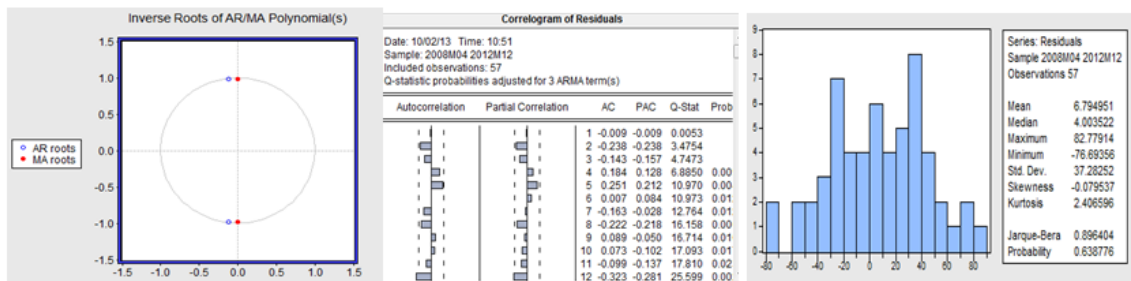 Inverse Roots of AR/MA Polynomial(s)
1.5
1.0
0.5
0.0
-0.5
-1.0
-1.5
-1.5 -1.0 -0.5 0.0 0.5 1.0 1.5
AR roots
MA roots
Correlogram of Residuals
Date: 10/02/13 Time: 10:51
Sample: 2008M04 2012M12
Included observations: 57
Q-statistic probabilities adjusted for 3 ARMA term(s)
Autocorrelation Partial Correlation AC PAC Q-Stat Prob
1 -0.009 -0.009 0.0053
2 -0.238 -0.238 3.4754
3 -0.143 -0.157 4.7473
4 0.184 0.128 6.8850 0.00
5 0.251 0.212 10.970 0.00
6 0.007 0.084 10.973 0.01
7 -0.163 -0.028 12.764 0.01
8 -0.222 -0.218 16.158 0.00
9 0.089 -0.050 16.714 0.01
10 0.073 -0.102 17.093 0.01
11 -0.099 -0.137 17.810 0.02
12 -0.323 -0.281 25.599 0.00
9
8
7
6
5
4
3
2
1
0
-80 -60 -40 -20 0 20 40 60 80
Series: Residuals
Sample 2008M04 2012M12
Observations 57
Mean 6.794951
Median 4.003522
Maximum 82.77914
Minimum -76.69356
Std. Dev. 37.28252
Skewness -0.079537
Kurtosis 2.406596
Jarque-Bera 0.896404
Probability 0.638776